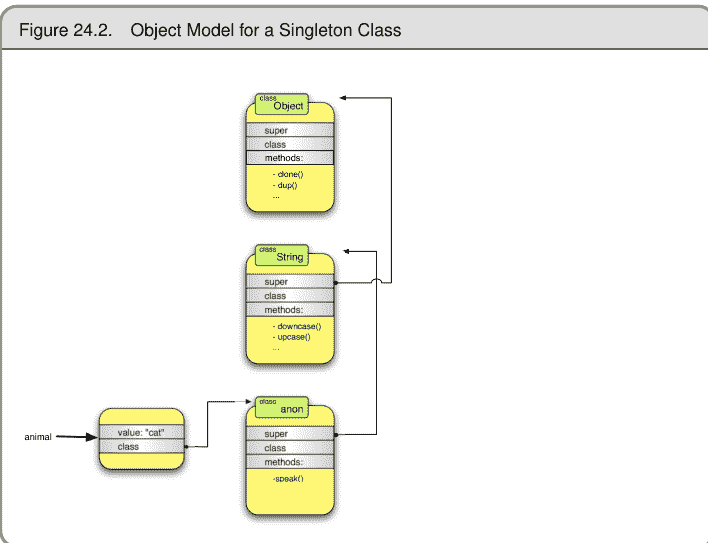 Figure 24.2. Object Model for a Singleton Class
class
Object
super
class
methods:
- clone()
- dup()
...
class
String
super
class
methods:
- downcase()
- upcase()
...
class
anon
super
class
methods:
-speak()
animal
value: "cat"
class